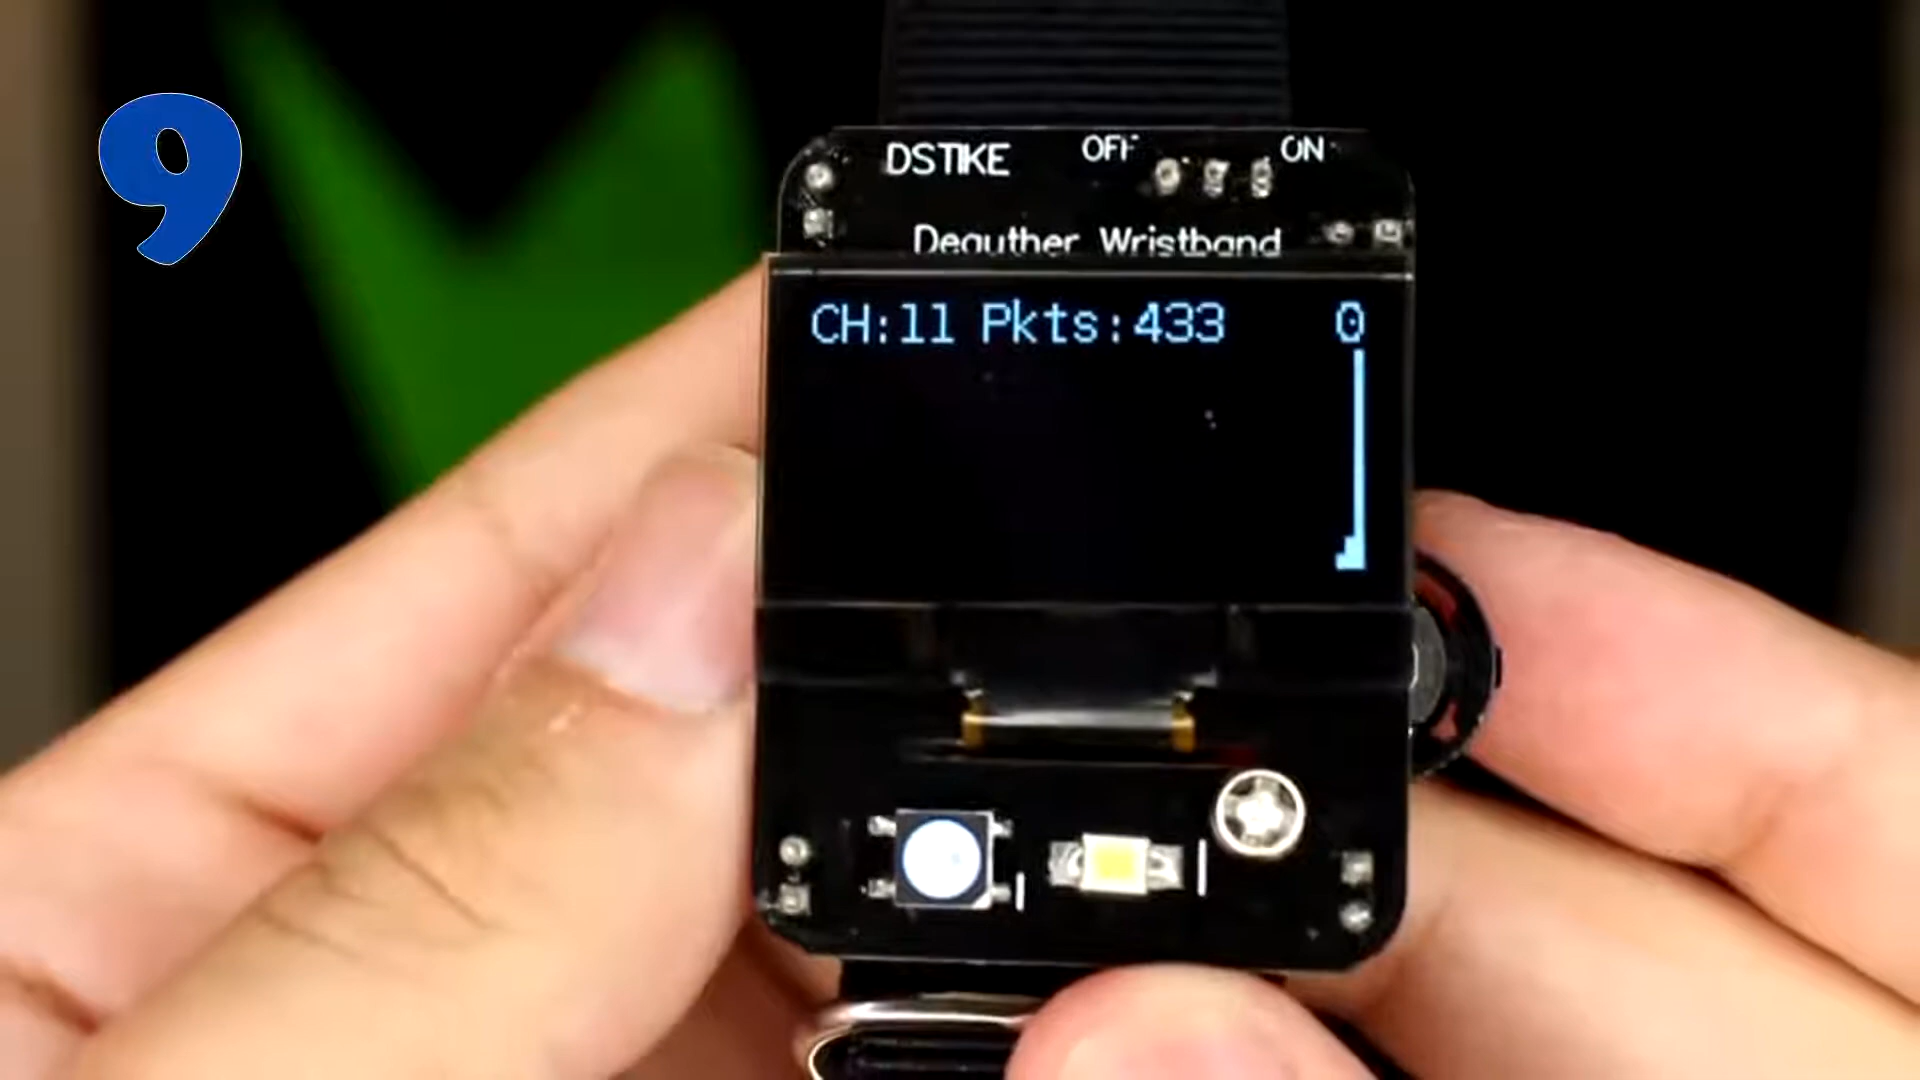 9
DSTIKE OFF ON
Deauther Wristband
CH:11 Pkts:433 0